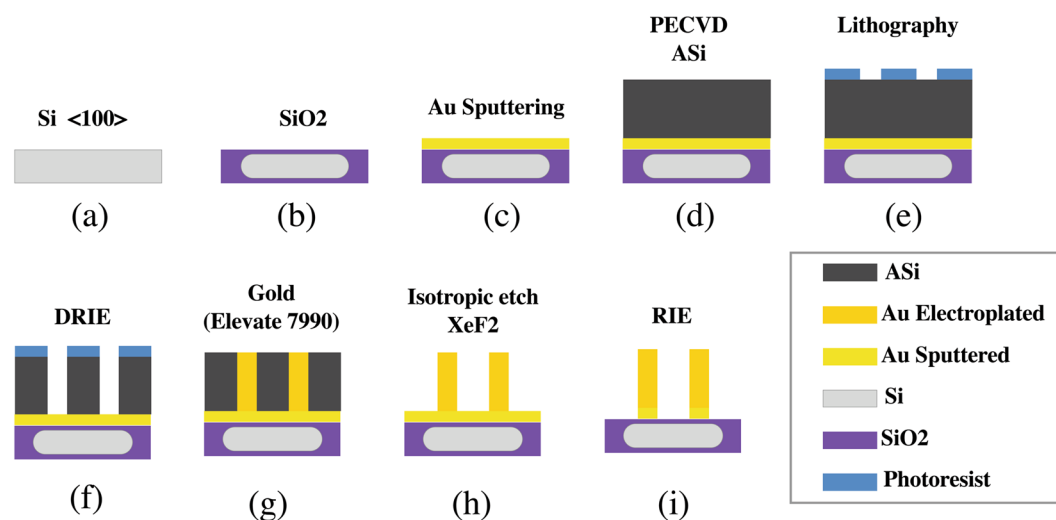 Si <100>
(a)
SiO2
(b)
Au Sputtering
(c)
PECVD
ASi
(d)
Lithography
(e)
DRIE
(f)
Gold
(Elevate 7990)
(g)
Isotropic etch
XeF2
(h)
RIE
(i)
ASi
Au Electroplated
Au Sputtered
Si
SiO2
Photoresist